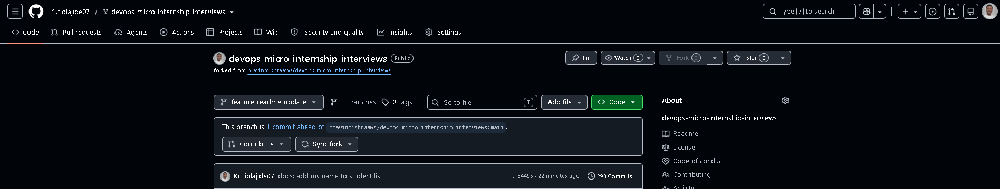 Kutiolajide07 / devops-micro-internship-interviews
Type / to search
Code Pull requests Agents Actions Projects Wiki Security and quality Insights Settings
devops-micro-internship-interviews Public
Pin Watch 0 Fork 0 Star 0
forked from pravinmishraaws/devops-micro-internship-interviews
feature-readme-update 2 Branches 0 Tags Go to file T Add file Code
This branch is 1 commit ahead of pravinmishraaws/devops-micro-internship-interviews:main.
Contribute Sync fork
Kutiolajide07 docs: add my name to student list 9f54495 · 22 minutes ago 293 Commits
About
devops-micro-internship-interviews
Readme
License
Code of conduct
Contributing
Activity